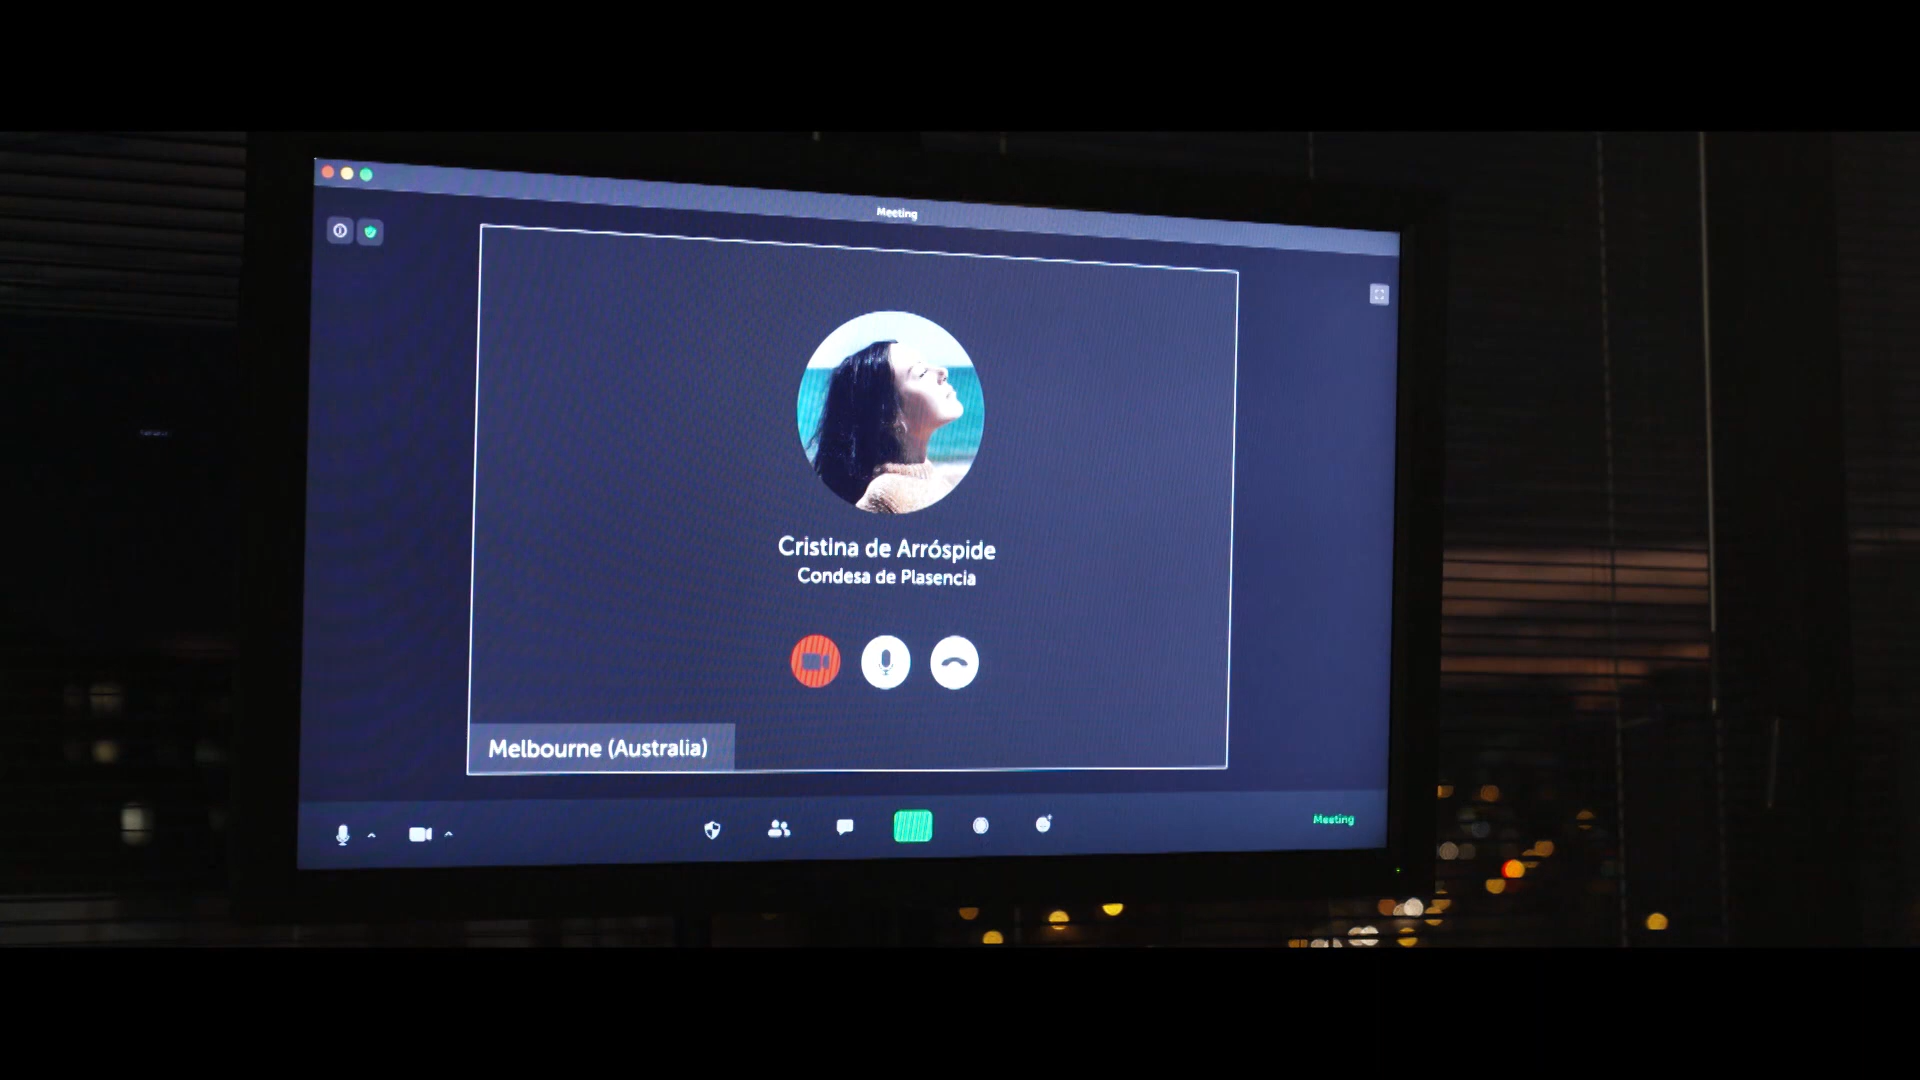 Meeting
Cristina de Arróspide
Condesa de Plasencia
Melbourne (Australia)
Meeting